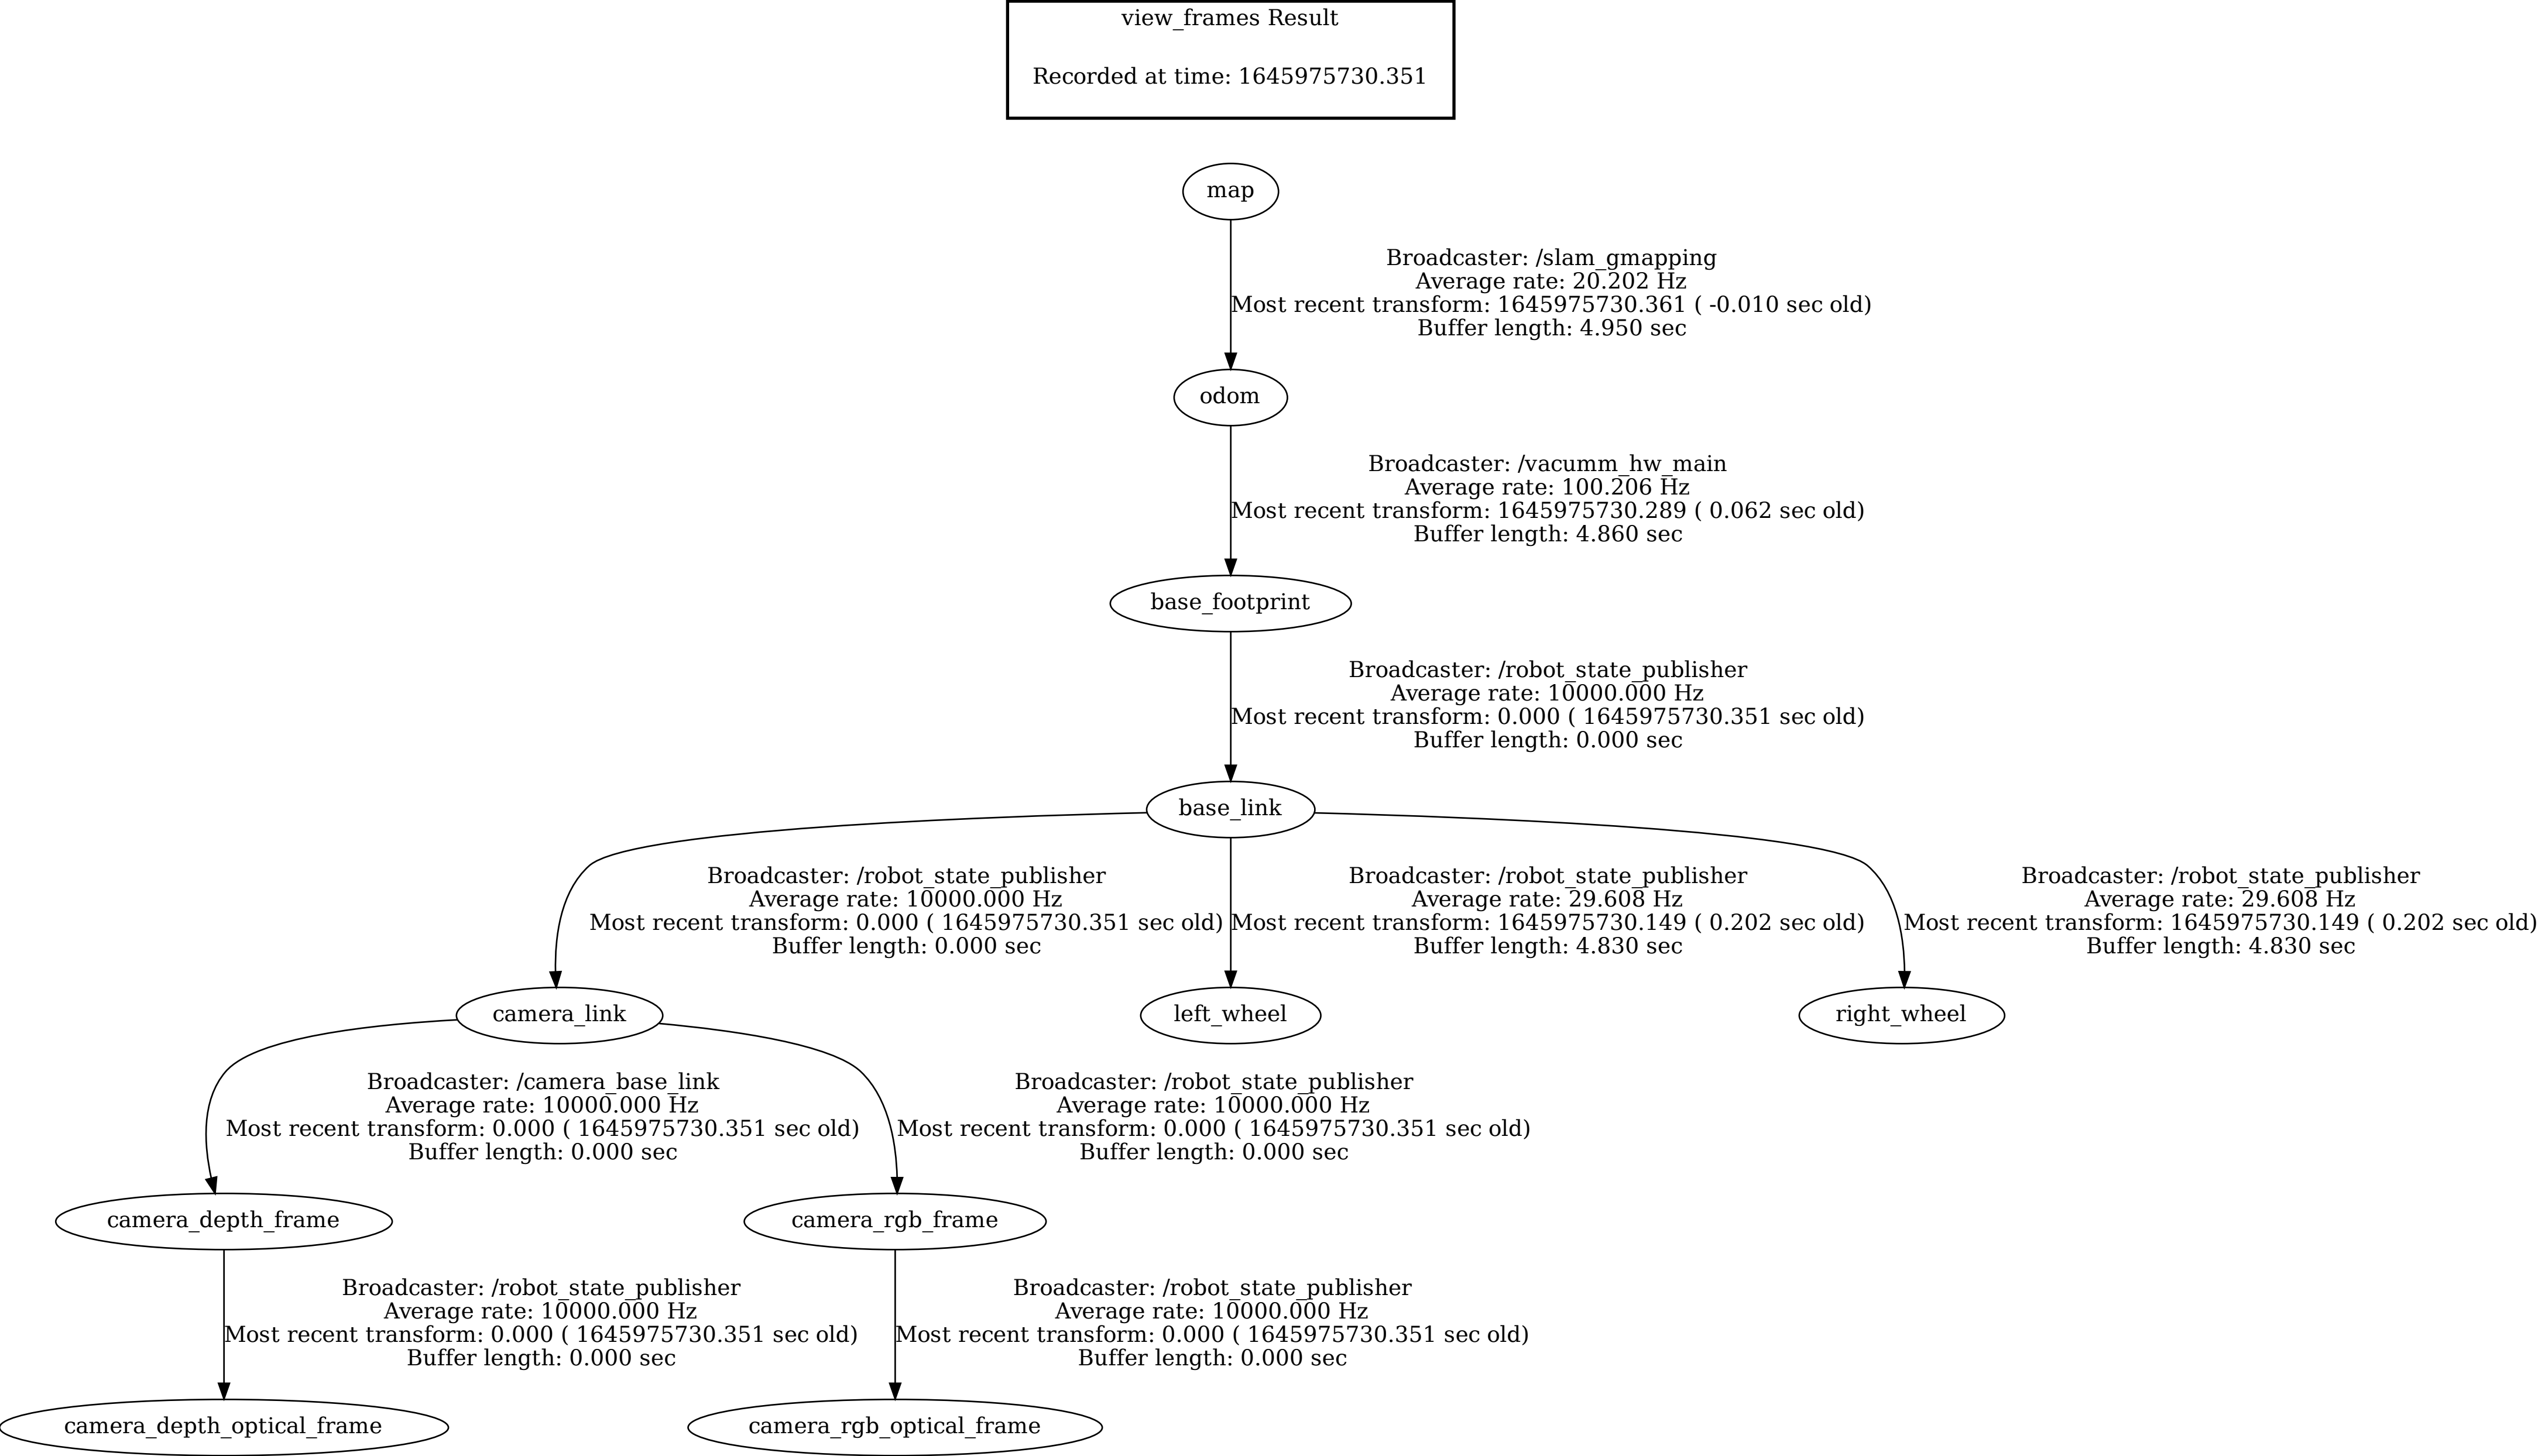 view_frames Result
Recorded at time: 1645975730.351
map
Broadcaster: /slam_gmapping
Average rate: 20.202 Hz
Most recent transform: 1645975730.361 ( -0.010 sec old)
Buffer length: 4.950 sec
odom
Broadcaster: /vacumm_hw_main
Average rate: 100.206 Hz
Most recent transform: 1645975730.289 ( 0.062 sec old)
Buffer length: 4.860 sec
base_footprint
Broadcaster: /robot_state_publisher
Average rate: 10000.000 Hz
Most recent transform: 0.000 ( 1645975730.351 sec old)
Buffer length: 0.000 sec
base_link
Broadcaster: /robot_state_publisher
Average rate: 10000.000 Hz
Most recent transform: 0.000 ( 1645975730.351 sec old)
Buffer length: 0.000 sec
Broadcaster: /robot_state_publisher
Average rate: 29.608 Hz
Most recent transform: 1645975730.149 ( 0.202 sec old)
Buffer length: 4.830 sec
Broadcaster: /robot_state_publisher
Average rate: 29.608 Hz
Most recent transform: 1645975730.149 ( 0.202 sec old)
Buffer length: 4.830 sec
camera_link
left_wheel
right_wheel
Broadcaster: /camera_base_link
Average rate: 10000.000 Hz
Most recent transform: 0.000 ( 1645975730.351 sec old)
Buffer length: 0.000 sec
Broadcaster: /robot_state_publisher
Average rate: 10000.000 Hz
Most recent transform: 0.000 ( 1645975730.351 sec old)
Buffer length: 0.000 sec
camera_depth_frame
camera_rgb_frame
Broadcaster: /robot_state_publisher
Average rate: 10000.000 Hz
Most recent transform: 0.000 ( 1645975730.351 sec old)
Buffer length: 0.000 sec
Broadcaster: /robot_state_publisher
Average rate: 10000.000 Hz
Most recent transform: 0.000 ( 1645975730.351 sec old)
Buffer length: 0.000 sec
camera_depth_optical_frame
camera_rgb_optical_frame